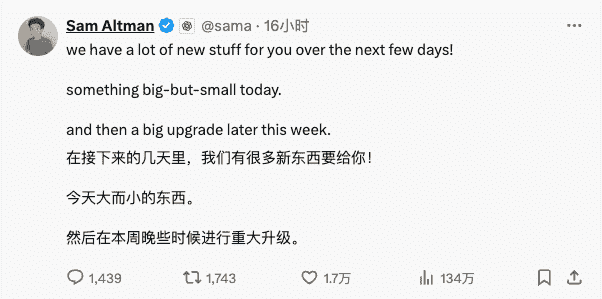 Sam Altman @sama · 16小时
we have a lot of new stuff for you over the next few days!
something big-but-small today.
and then a big upgrade later this week.
在接下来的几天里，我们有很多新东西要给你！
今天大而小的东西。
然后在本周晚些时候进行重大升级。
1,439 1,743 1.7万 134万